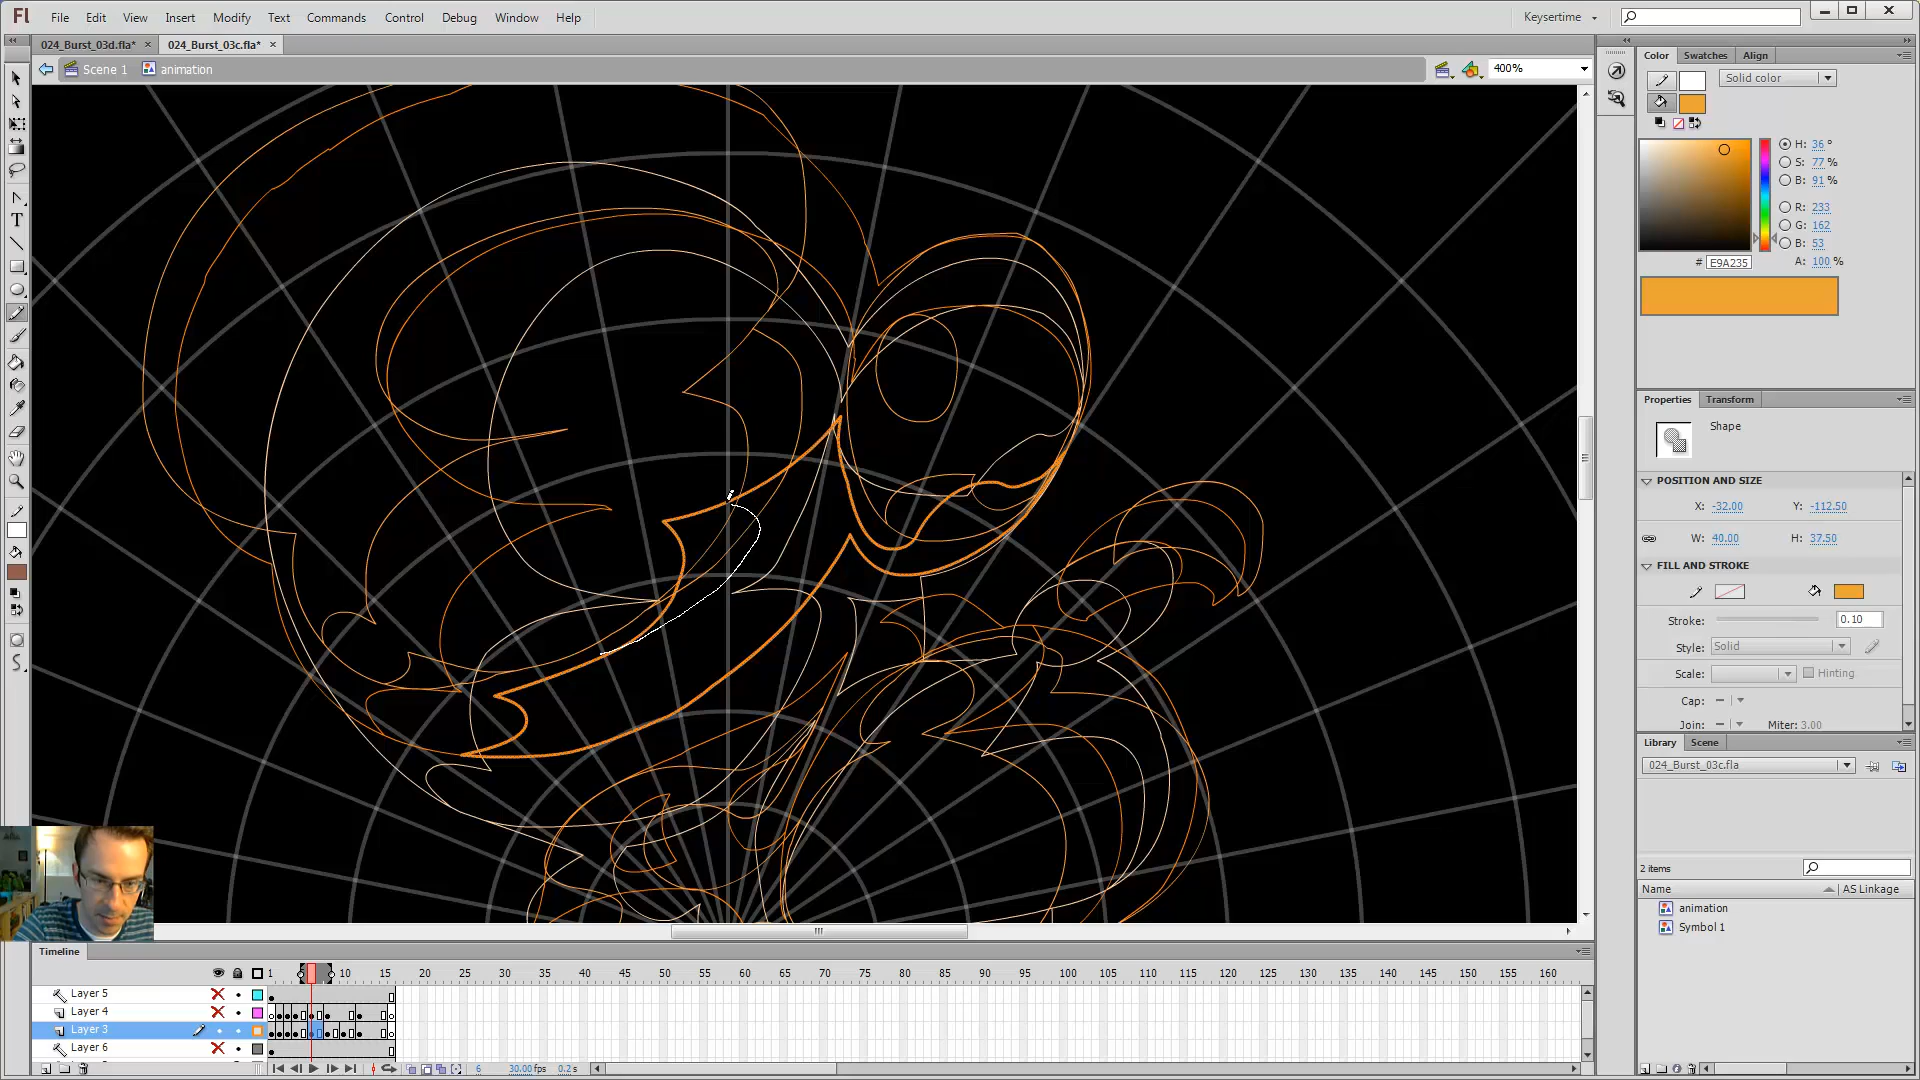 Fl File Edit View Insert Modify Text Commands Control Debug Window Help Keysertime
024_Burst_03d.fla* × 024_Burst_03c.fla* ×
Scene 1 animation 400%
Color Swatches Align
Solid color
H: 36 °
S: 77 %
B: 91 %
R: 233
G: 162
B: 53
# E9A235 A: 100 %
Properties Transform
Shape
POSITION AND SIZE
X: -32.00 Y: -112.50
W: 40.00 H: 37.50
FILL AND STROKE
Stroke: 0.10
Style: Solid
Scale: Hinting
Cap:
Join: Miter: 3.00
Library Scene
024_Burst_03c.fla
2 items
Name AS Linkage
animation
Symbol 1
Timeline
1 10 15 20 25 30 35 40 45 50 55 60 65 70 75 80 85 90 95 100 105 110 115 120 125 130 135 140 145 150 155 160
Layer 5
Layer 4
Layer 3
Layer 6
6 30.00 fps 0.2 s